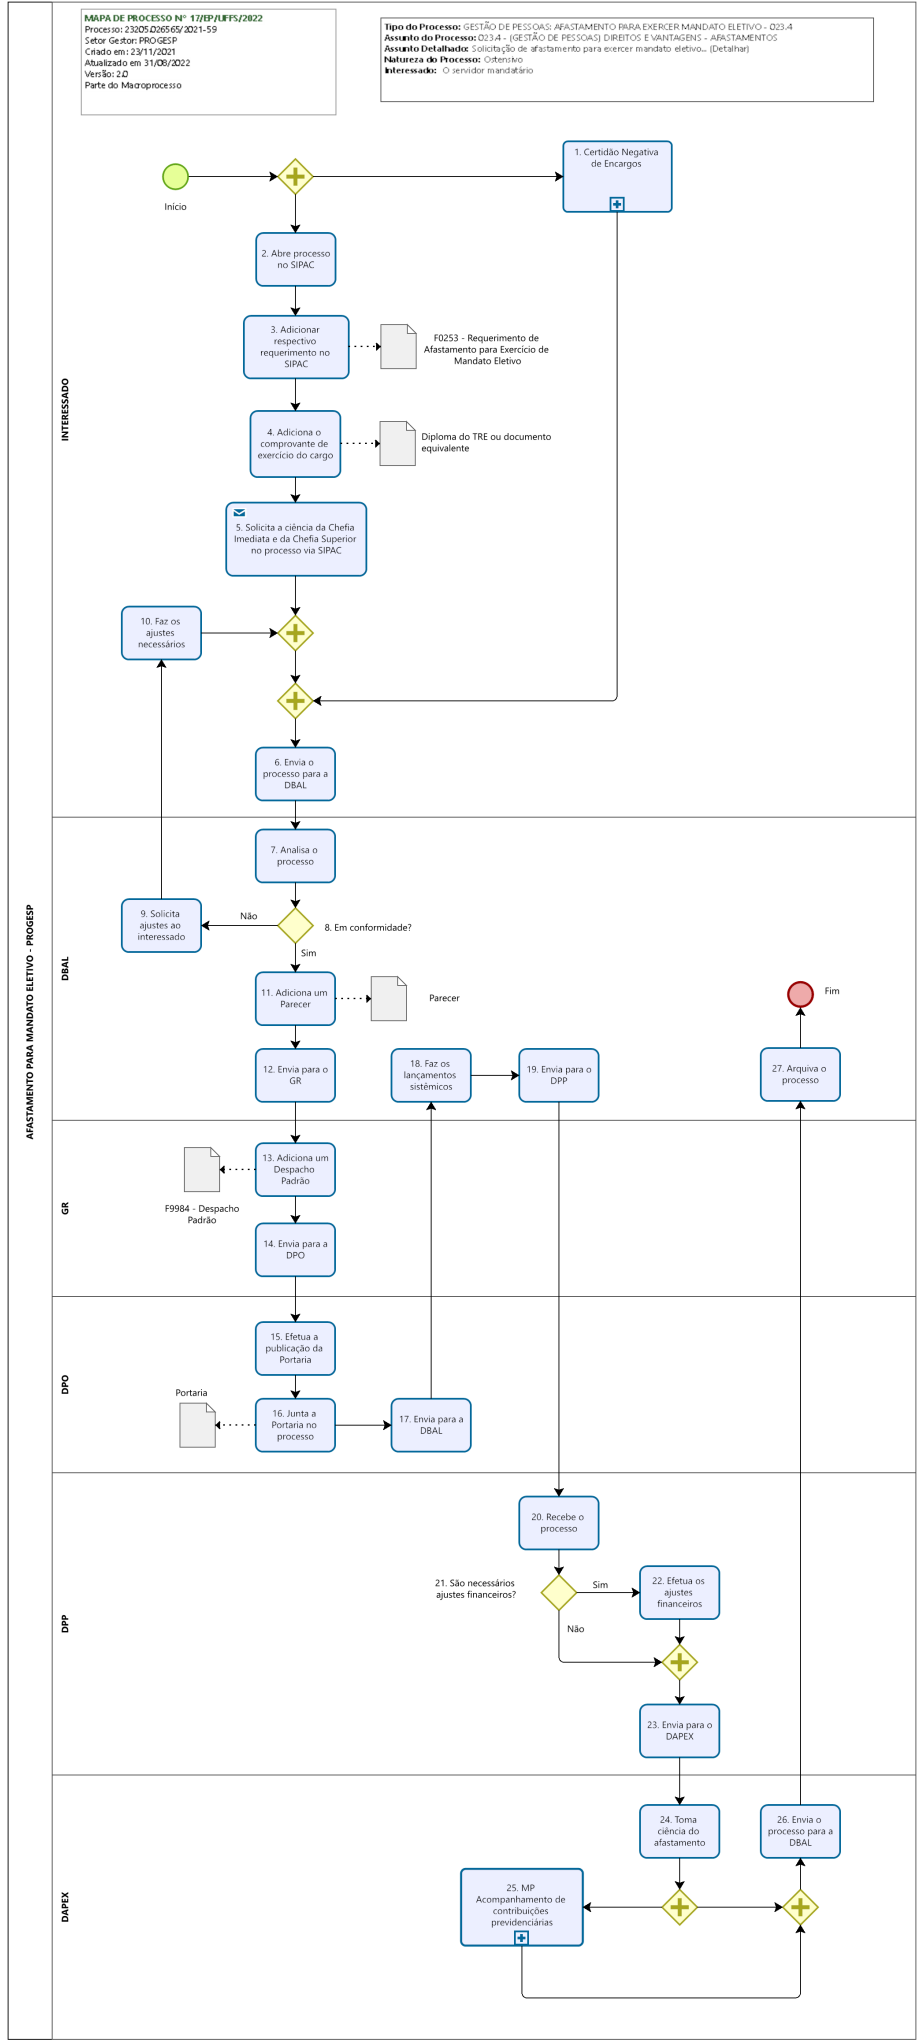 MAPA DE PROCESSO Nº 17/EP/UFFS/2022
Processo: 23205.026565/2021-59
Setor Gestor: PROGESP
Criado em: 23/11/2021
Atualizado em 31/08/2022
Versão: 2.0
Parte do Macroprocesso
Tipo do Processo: GESTÃO DE PESSOAS: AFASTAMENTO PARA EXERCER MANDATO ELETIVO - 023.4
Assunto do Processo: 023.4 - (GESTÃO DE PESSOAS) DIREITOS E VANTAGENS - AFASTAMENTOS
Assunto Detalhado: Solicitação de afastamento para exercer mandato eletivo... (Detalhar)
Natureza do Processo: Ostensivo
Interessado: O servidor mandatário
AFASTAMENTO PARA MANDATO ELETIVO - PROGESP
INTERESSADO
Início
1. Certidão Negativa
de Encargos
2. Abre processo
no SIPAC
3. Adicionar
respectivo
requerimento no
SIPAC
F0253 - Requerimento de
Afastamento para Exercício de
Mandato Eletivo
4. Adiciona o
comprovante de
exercício do cargo
Diploma do TRE ou documento
equivalente
5. Solicita a ciência da Chefia
Imediata e da Chefia Superior
no processo via SIPAC
10. Faz os
ajustes
necessários
6. Envia o
processo para a
DBAL
DBAL
7. Analisa o
processo
9. Solicita
ajustes ao
interessado
Não
8. Em conformidade?
Sim
11. Adiciona um
Parecer
Parecer
Fim
12. Envia para o
GR
18. Faz os
lançamentos
sistêmicos
19. Envia para o
DPP
27. Arquiva o
processo
GR
13. Adiciona um
Despacho
Padrão
F9984 - Despacho
Padrão
14. Envia para a
DPO
DPO
15. Efetua a
publicação da
Portaria
Portaria
16. Junta a
Portaria no
processo
17. Envia para a
DBAL
DPP
20. Recebe o
processo
21. São necessários
ajustes financeiros?
Sim
22. Efetua os
ajustes
financeiros
Não
23. Envia para o
DAPEX
DAPEX
24. Toma
ciência do
afastamento
26. Envia o
processo para a
DBAL
25. MP
Acompanhamento de
contribuições
previdenciárias